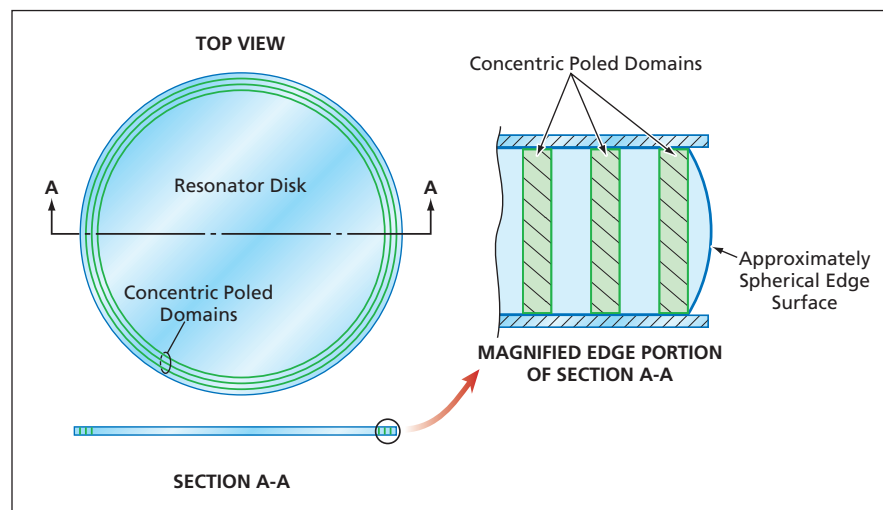 TOP VIEW
A
A
Resonator Disk
Concentric Poled
Domains
SECTION A-A
Concentric Poled Domains
Approximately
Spherical Edge
Surface
MAGNIFIED EDGE PORTION
OF SECTION A-A